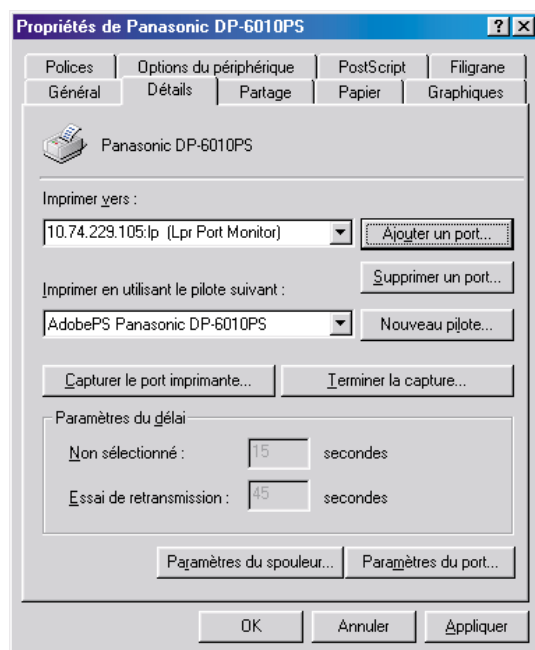 Propriétés de Panasonic DP-6010PS
Polices Options du périphérique PostScript Filigrane
Général Détails Partage Papier Graphiques
Panasonic DP-6010PS
Imprimer vers :
10.74.229.105:lp (Lpr Port Monitor) Ajouter un port...
Supprimer un port...
Imprimer en utilisant le pilote suivant :
AdobePS Panasonic DP-6010PS Nouveau pilote...
Capturer le port imprimante... Terminer la capture...
Paramètres du délai
Non sélectionné : 15 secondes
Essai de retransmission : 45 secondes
Paramètres du spouleur... Paramètres du port...
OK Annuler Appliquer